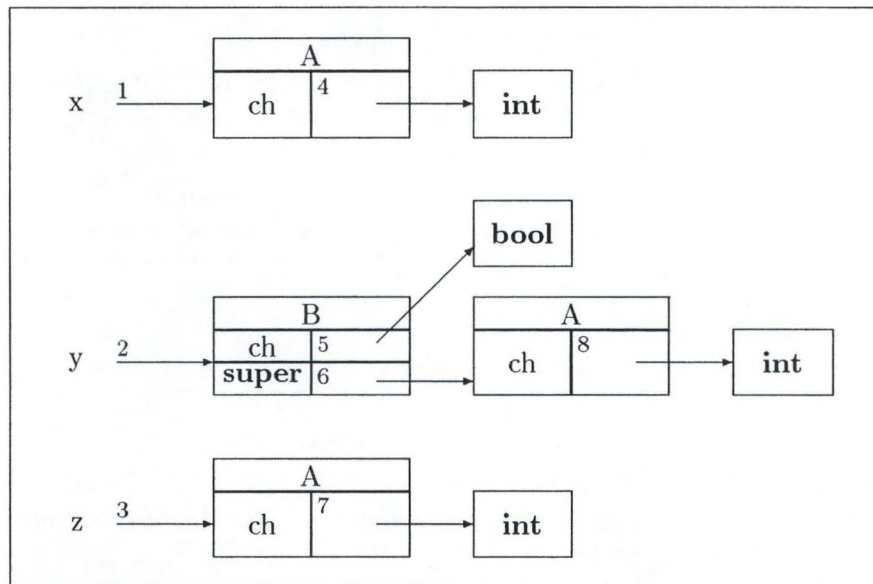 A
x 1 ch 4 int
bool
B A
y 2 ch 5 ch 8 int
super 6
A
z 3 ch 7 int